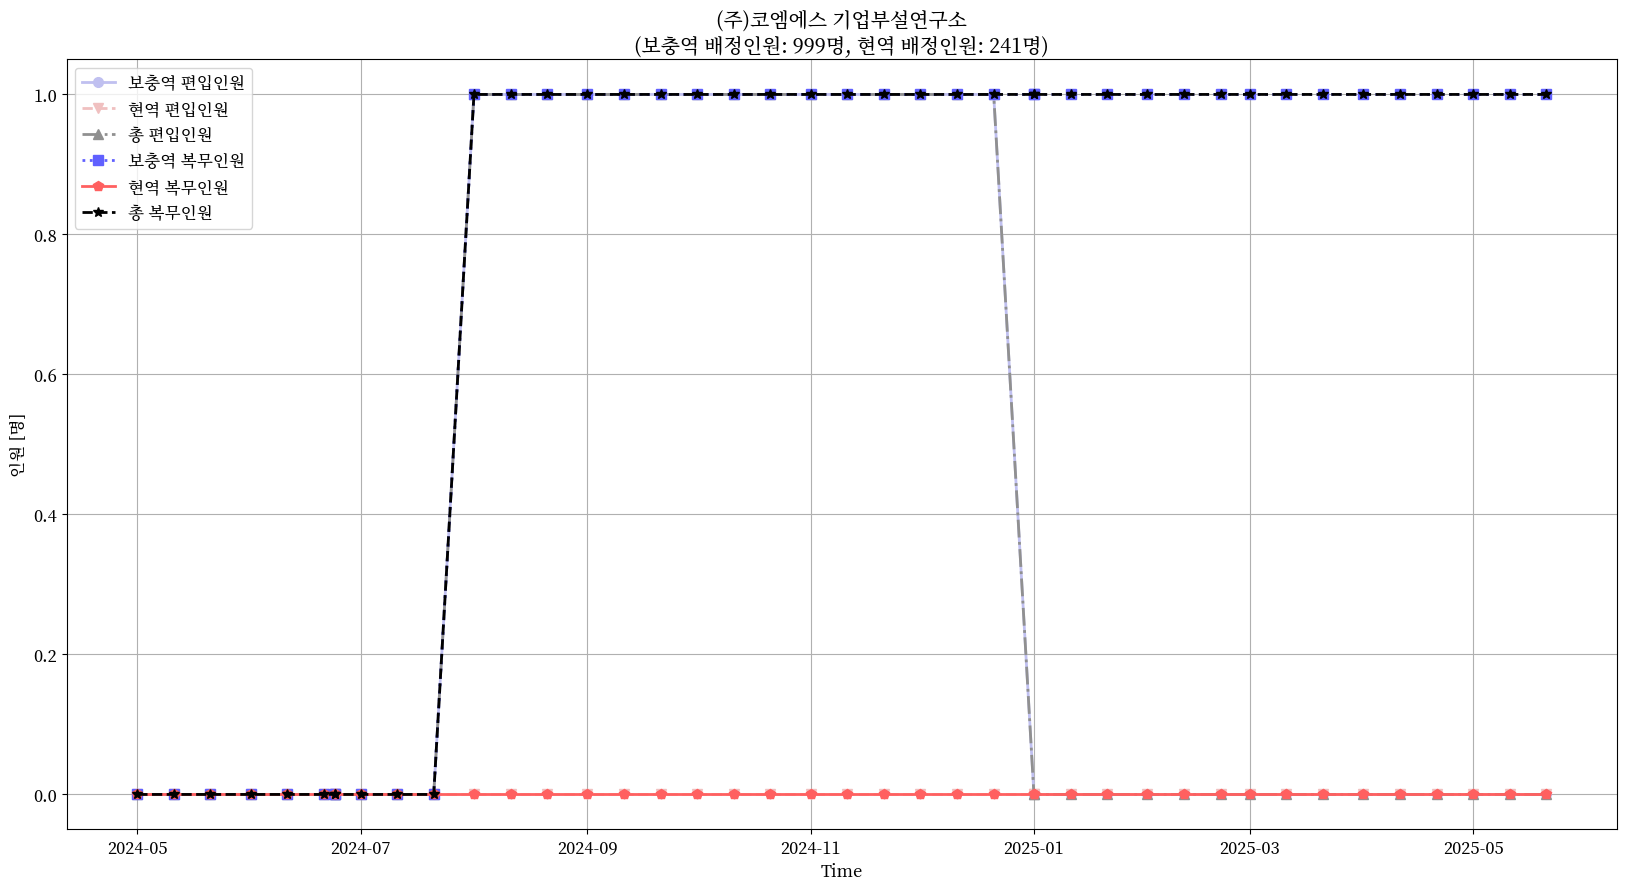 (주)코엠에스 기업부설연구소
(보충역 배정인원: 999명, 현역 배정인원: 241명)
보충역 편입인원
현역 편입인원
총 편입인원
보충역 복무인원
현역 복무인원
총 복무인원
1.0
0.8
0.6
0.4
0.2
0.0
인원 [명]
2024-05 2024-07 2024-09 2024-11 2025-01 2025-03 2025-05
Time